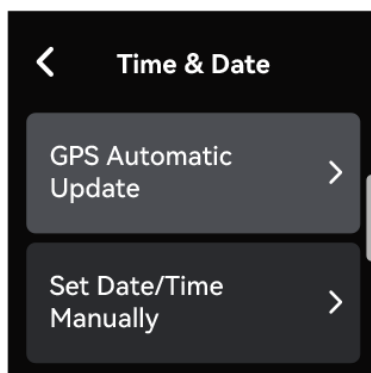 Time & Date
GPS Automatic
Update
Set Date/Time
Manually